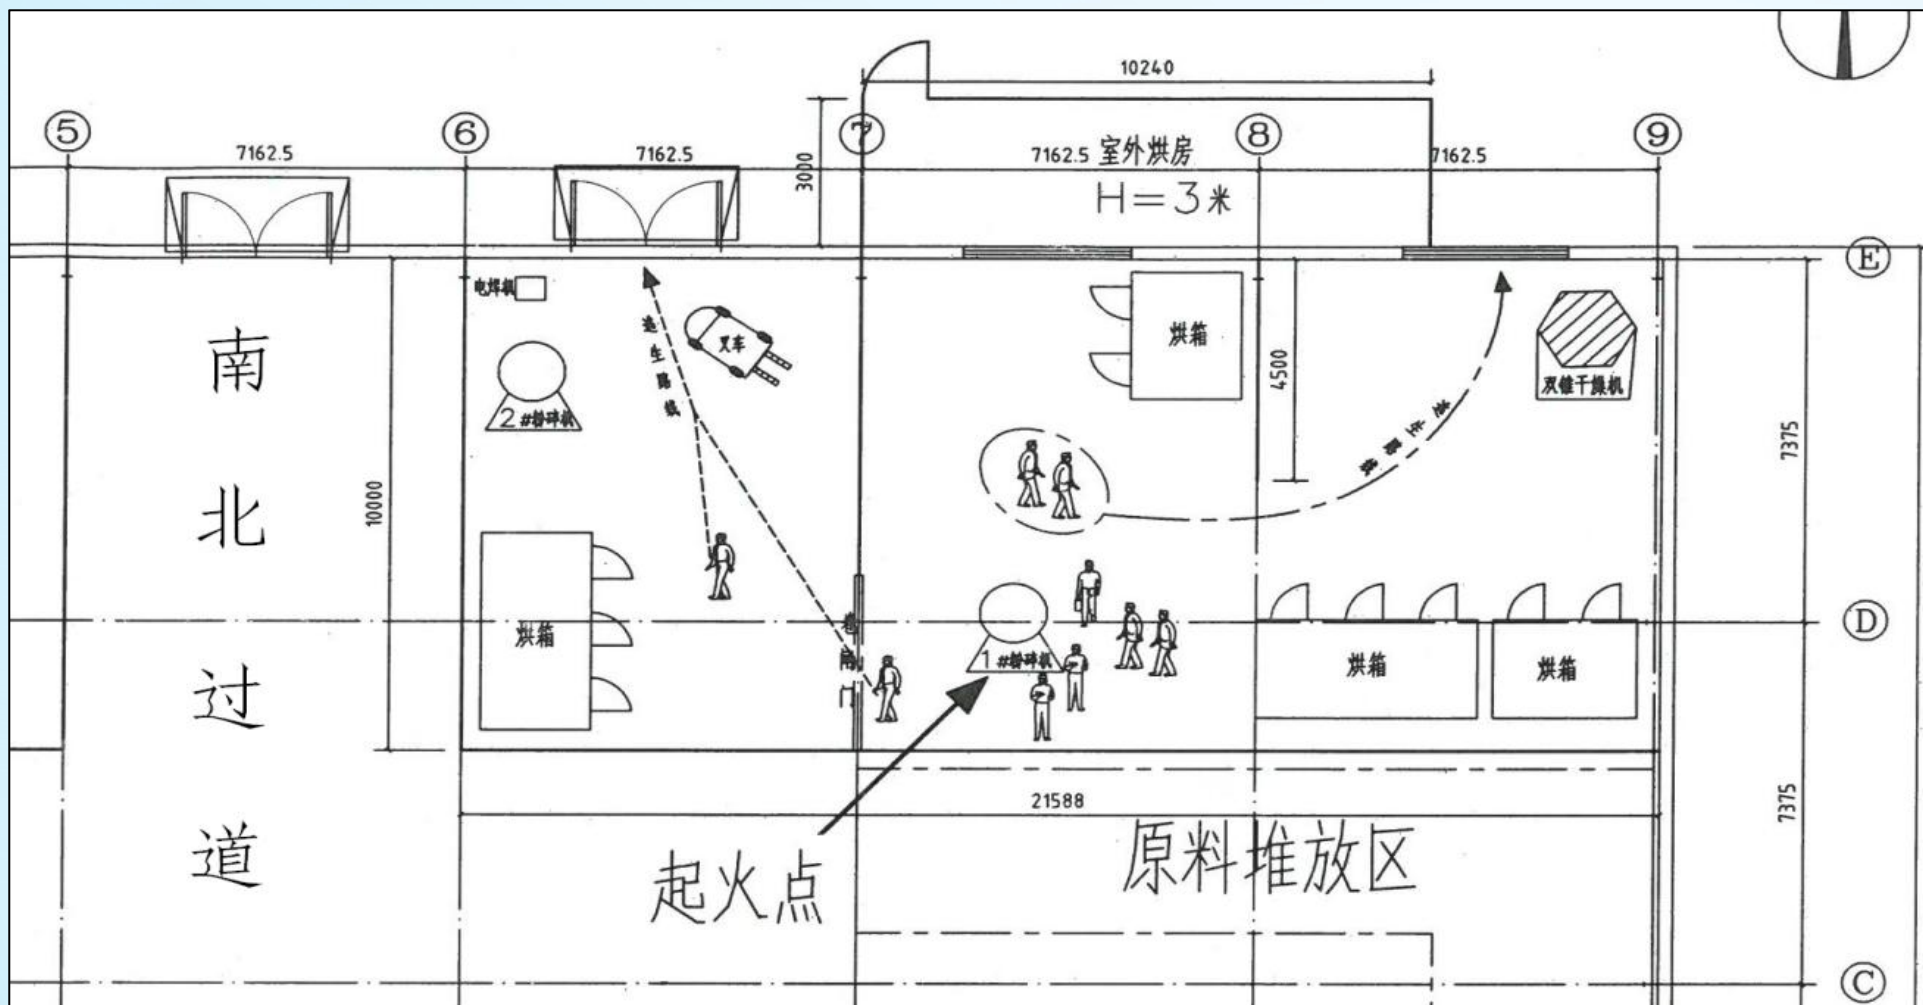 10240
5
6
7
8
9
7162.5
7162.5
7162.5
室外烘房
7162.5
3000
H=3米
E
电焊机
逃生路线
叉车
烘箱
双锥干燥机
2#粉碎机
4500
逃生路线
7375
南北过道
10000
烘箱
卷帘门
1#粉碎机
烘箱
烘箱
D
21588
7375
起火点
原料堆放区
C